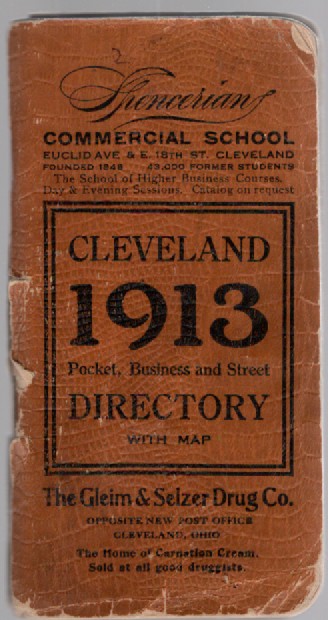 2
Spencerian
COMMERCIAL SCHOOL
EUCLID AVE & E. 18TH ST. CLEVELAND
FOUNDED 1848 43,000 FORMER STUDENTS
The School of Higher Business Courses.
Day & Evening Sessions. Catalog on request
CLEVELAND
1913
Pocket, Business and Street
DIRECTORY
WITH MAP
The Gleim & Selzer Drug Co.
OPPOSITE NEW POST OFFICE
CLEVELAND, OHIO
The Home of Carnation Cream.
Sold at all good druggists.